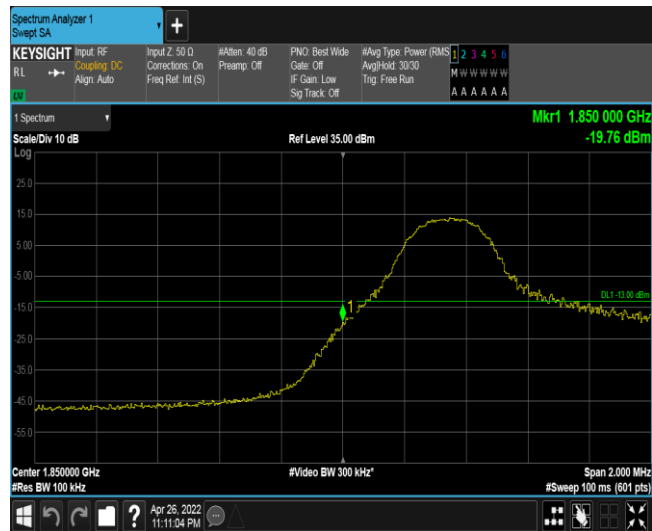 Spectrum Analyzer 1
Swept SA
KEYSIGHT Input: RF Input Z: 50 Ω #Atten: 40 dB PNO: Best Wide #Avg Type: Power (RMS 1 2 3 4 5 6
RL Coupling: DC Corrections: On Preamp: Off Gate: Off Avg|Hold: 30/30 M W W W W W
Align: Auto Freq Ref: Int (S) IF Gain: Low Trig: Free Run
Sig Track: Off A A A A A A
1 Spectrum Mkr1 1.850 000 GHz
Scale/Div 10 dB Ref Level 35.00 dBm -19.76 dBm
Log
25.0
15.0
5.00
-5.00
DL1 -13.00 dBm
-15.0
1
-25.0
-35.0
-45.0
-55.0
Center 1.850000 GHz #Video BW 300 kHz* Span 2.000 MHz
#Res BW 100 kHz #Sweep 100 ms (601 pts)
? Apr 26, 2022
11:11:04 PM